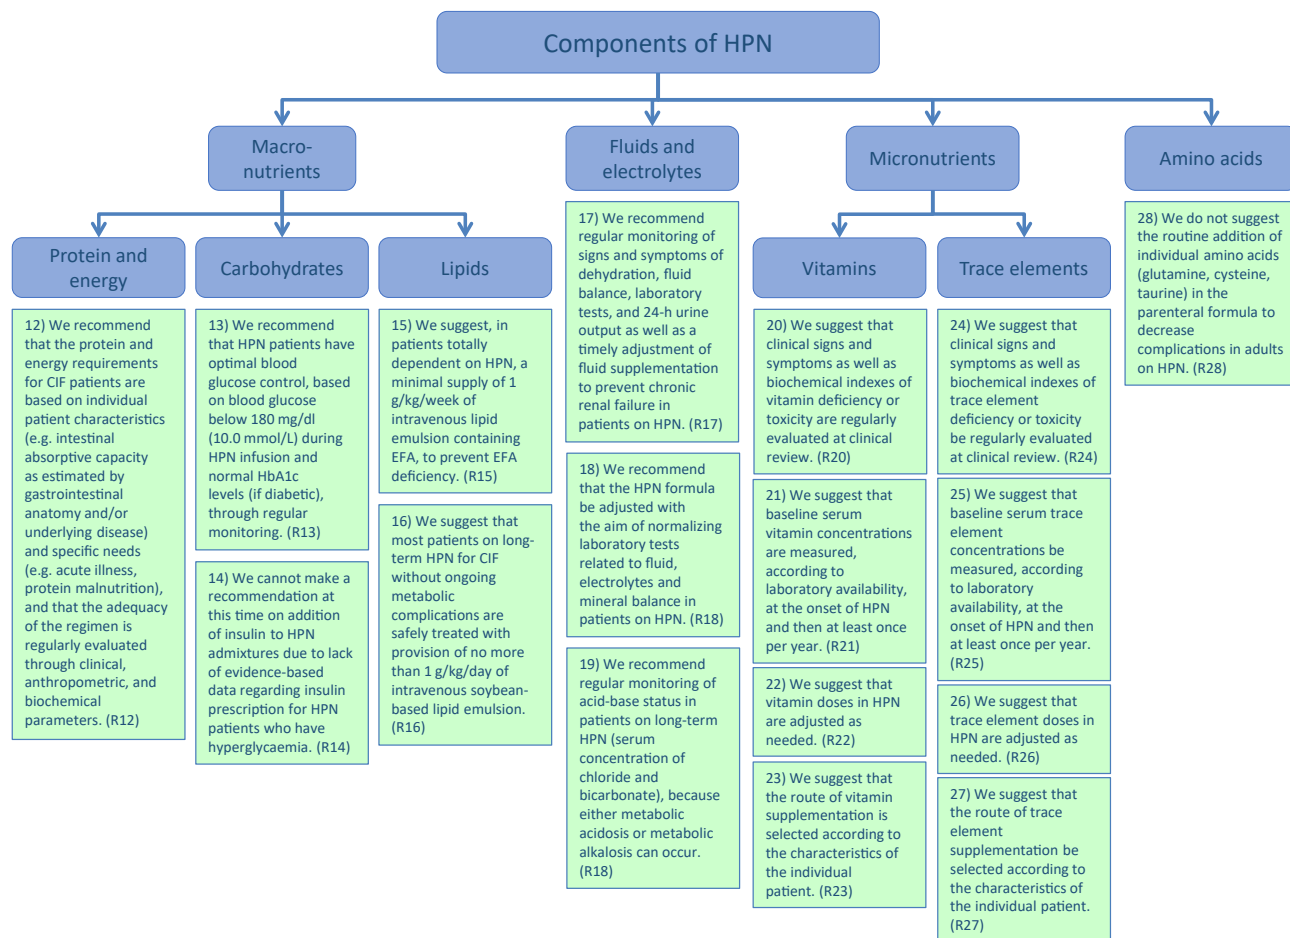 Components of HPN
Macro-
nutrients
Fluids and
electrolytes
Micronutrients
Amino acids
Protein and
energy
Carbohydrates
Lipids
Vitamins
Trace elements
12) We recommend
that the protein and
energy requirements
for CIF patients are
based on individual
patient characteristics
(e.g. intestinal
absorptive capacity
as estimated by
gastrointestinal
anatomy and/or
underlying disease)
and specific needs
(e.g. acute illness,
protein malnutrition),
and that the adequacy
of the regimen is
regularly evaluated
through clinical,
anthropometric, and
biochemical
parameters. (R12)
13) We recommend
that HPN patients have
optimal blood
glucose control, based
on blood glucose
below 180 mg/dl
(10.0 mmol/L) during
HPN infusion and
normal HbA1c
levels (if diabetic),
through regular
monitoring. (R13)
14) We cannot make a
recommendation at
this time on addition
of insulin to HPN
admixtures due to lack
of evidence-based
data regarding insulin
prescription for HPN
patients who have
hyperglycaemia. (R14)
15) We suggest, in
patients totally
dependent on HPN, a
minimal supply of 1
g/kg/week of
intravenous lipid
emulsion containing
EFA, to prevent EFA
deficiency. (R15)
16) We suggest that
most patients on long-
term HPN for CIF
without ongoing
metabolic
complications are
safely treated with
provision of no more
than 1 g/kg/day of
intravenous soybean-
based lipid emulsion.
(R16)
17) We recommend
regular monitoring of
signs and symptoms of
dehydration, fluid
balance, laboratory
tests, and 24-h urine
output as well as a
timely adjustment of
fluid supplementation
to prevent chronic
renal failure in
patients on HPN. (R17)
18) We recommend
that the HPN formula
be adjusted with
the aim of normalizing
laboratory tests
related to fluid,
electrolytes and
mineral balance in
patients on HPN. (R18)
19) We recommend
regular monitoring of
acid-base status in
patients on long-term
HPN (serum
concentration of
chloride and
bicarbonate), because
either metabolic
acidosis or metabolic
alkalosis can occur.
(R18)
20) We suggest that
clinical signs and
symptoms as well as
biochemical indexes of
vitamin deficiency or
toxicity are regularly
evaluated at clinical
review. (R20)
21) We suggest that
baseline serum
vitamin concentrations
are measured,
according to
laboratory availability,
at the onset of HPN
and then at least once
per year. (R21)
22) We suggest that
vitamin doses in HPN
are adjusted as
needed. (R22)
23) We suggest that
the route of vitamin
supplementation is
selected according to
the characteristics of
the individual
patient. (R23)
24) We suggest that
clinical signs and
symptoms as well as
biochemical indexes of
trace element
deficiency or toxicity
be regularly evaluated
at clinical review. (R24)
25) We suggest that
baseline serum trace
element
concentrations be
measured, according
to laboratory
availability, at the
onset of HPN and then
at least once per year.
(R25)
26) We suggest that
trace element doses in
HPN are adjusted as
needed. (R26)
27) We suggest that
the route of trace
element
supplementation be
selected according to
the characteristics of
the individual patient.
(R27)
28) We do not suggest
the routine addition of
individual amino acids
(glutamine, cysteine,
taurine) in the
parenteral formula to
decrease
complications in adults
on HPN. (R28)